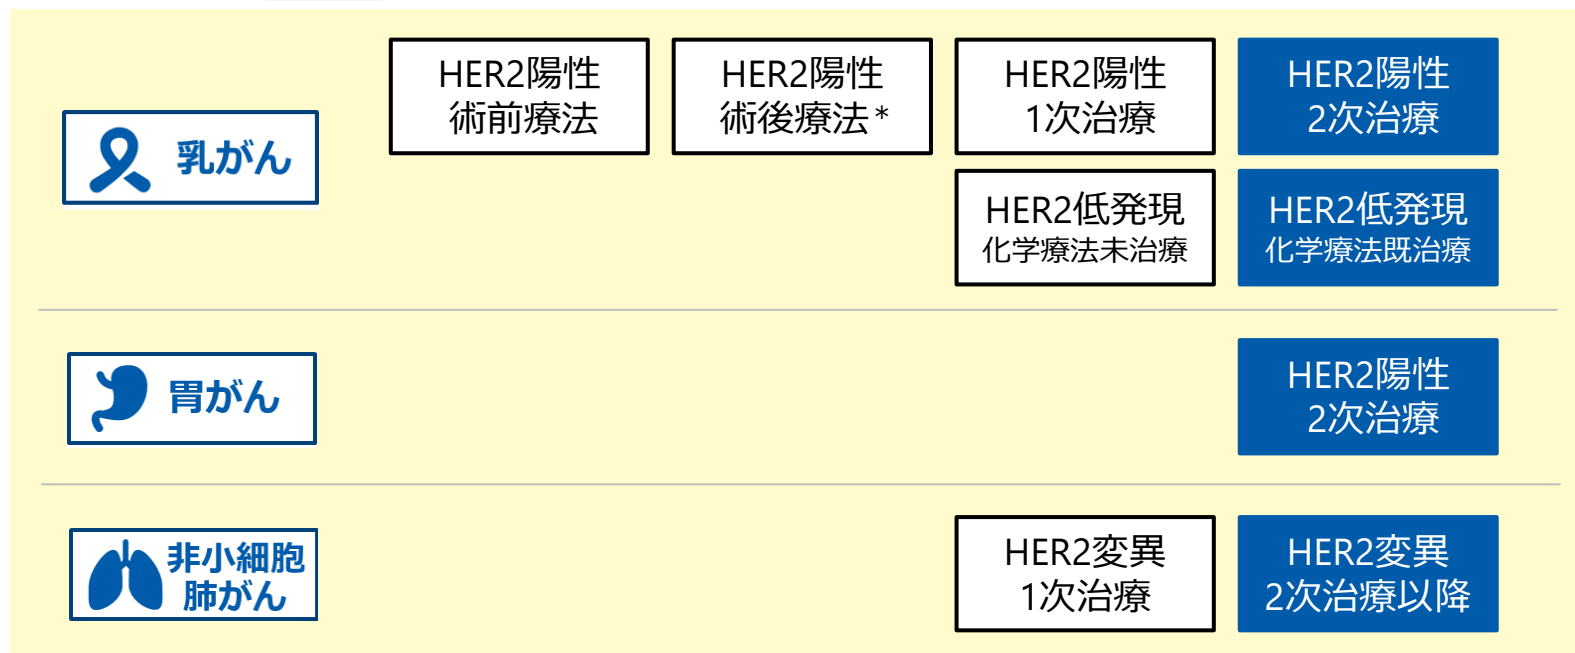 乳がん
HER2陽性
術前療法
HER2陽性
術後療法*
HER2陽性
1次治療
HER2陽性
2次治療
HER2低発現
化学療法未治療
HER2低発現
化学療法既治療
胃がん
HER2陽性
2次治療
非小細胞
肺がん
HER2変異
1次治療
HER2変異
2次治療以降